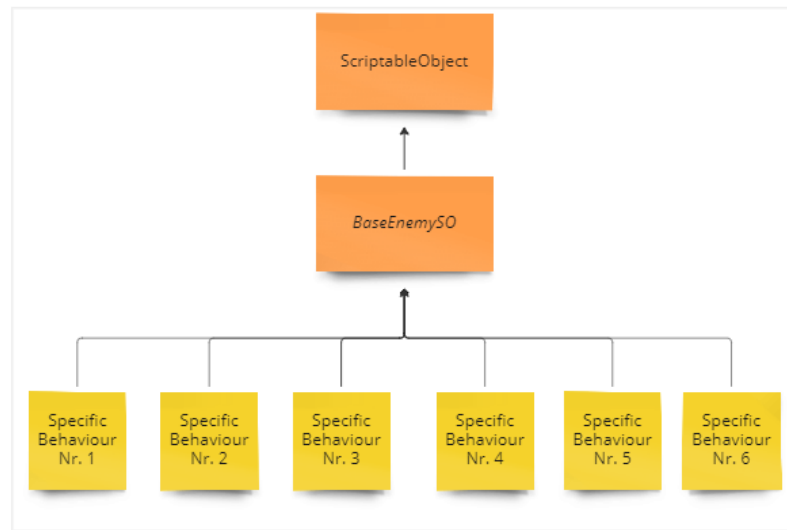 ScriptableObject
BaseEnemySO
Specific
Behaviour
Nr. 1
Specific
Behaviour
Nr. 2
Specific
Behaviour
Nr. 3
Specific
Behaviour
Nr. 4
Specific
Behaviour
Nr. 5
Specific
Behaviour
Nr. 6